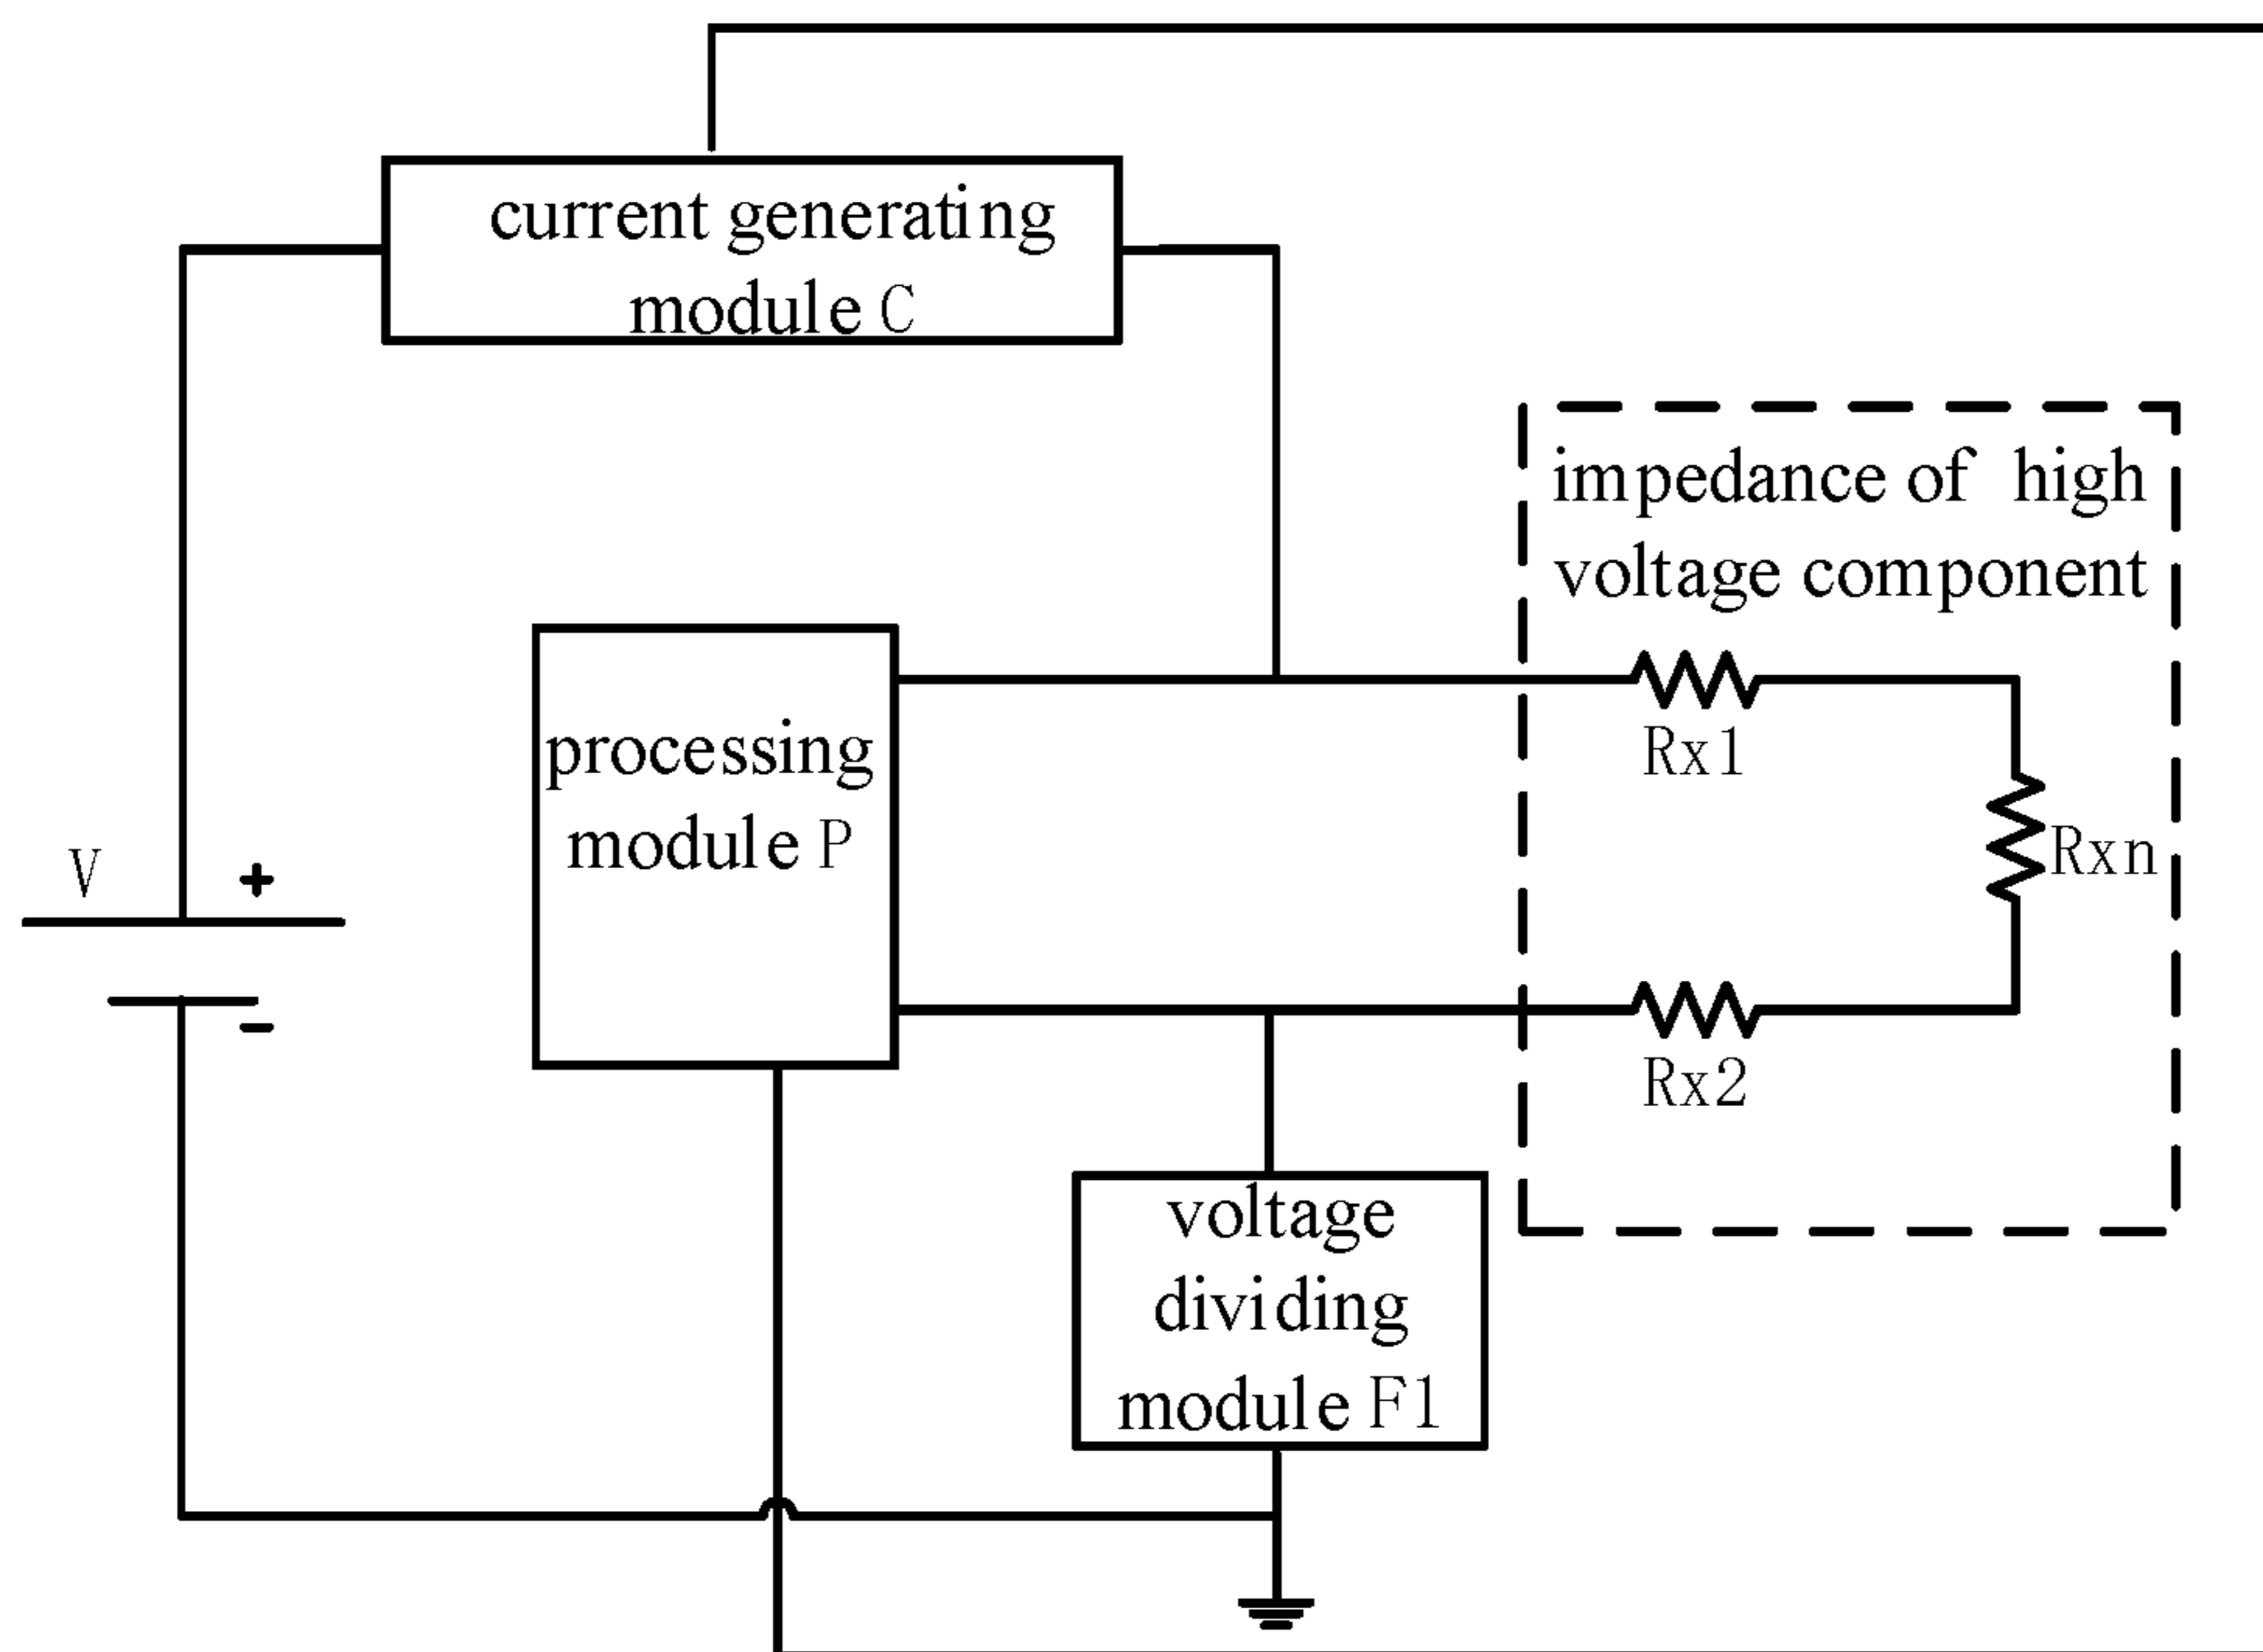 current generating
module C
impedance of high
voltage component
processing
module P
Rx1
Rxn
V
+
-
Rx2
voltage
dividing
module F1